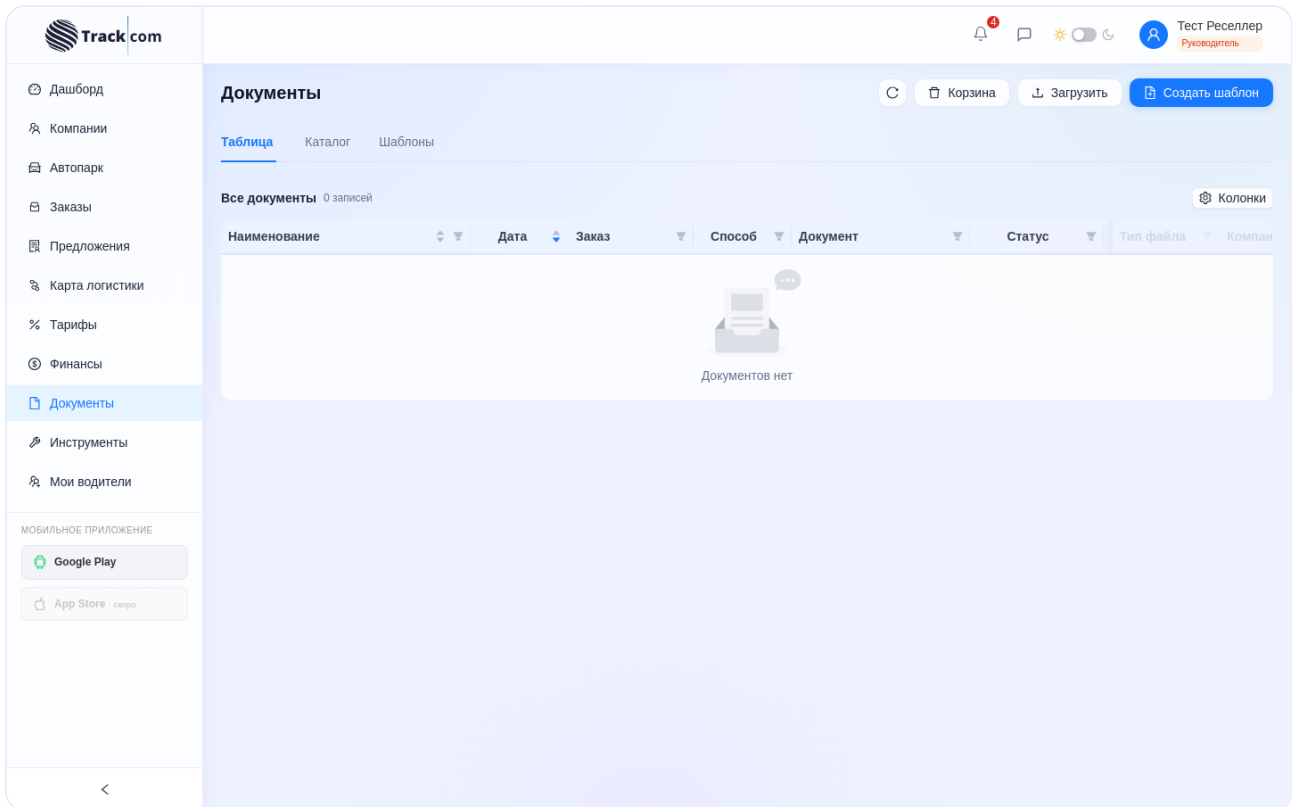 Track com
4
Тест Реселлер
Руководитель
Дашборд
Компании
Автопарк
Заказы
Предложения
Карта логистики
Тарифы
Финансы
Документы
Инструменты
Мои водители
МОБИЛЬНОЕ ПРИЛОЖЕНИЕ
Google Play
App Store · скоро
Документы
Корзина
Загрузить
Создать шаблон
Таблица Каталог Шаблоны
Все документы 0 записей
Колонки
Наименование Дата Заказ Способ Документ Статус Тип файла Компан
Документов нет